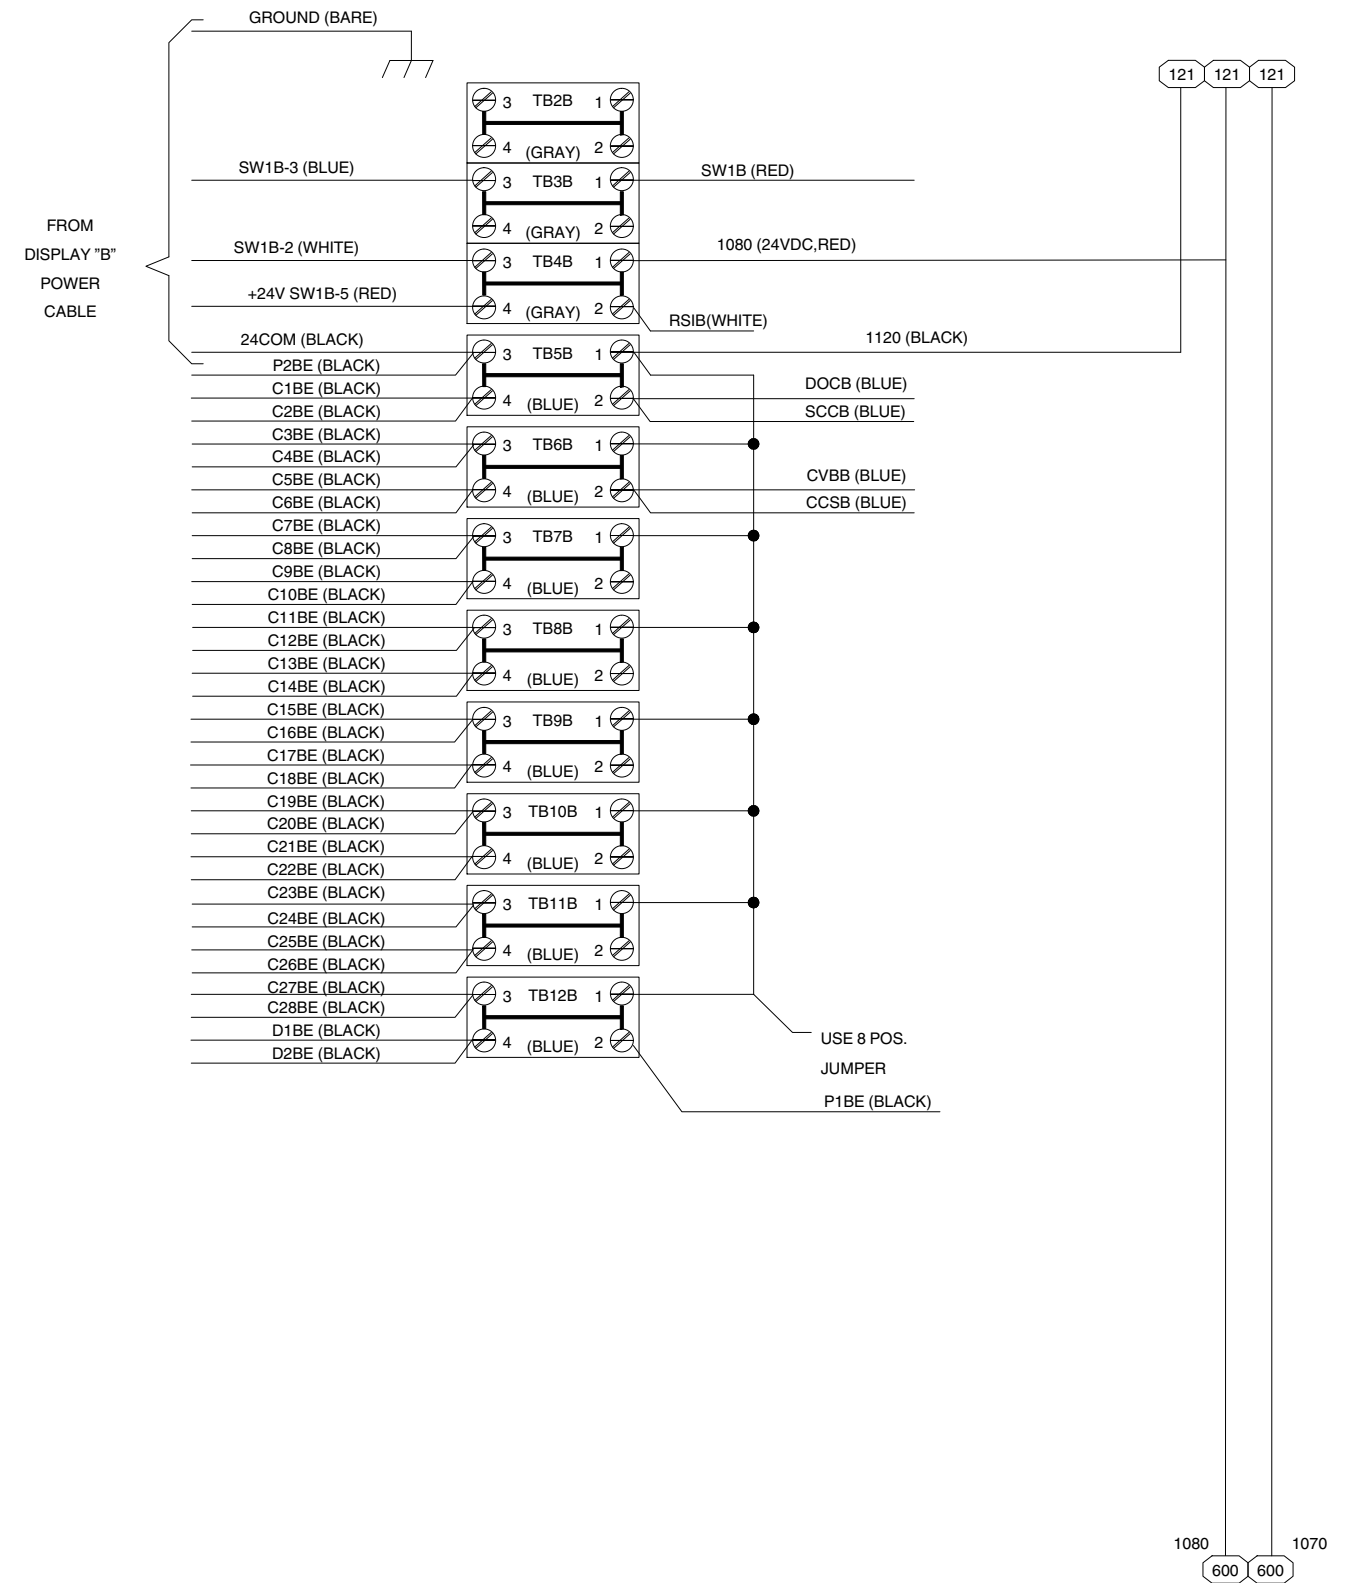 GROUND (BARE)
121 121 121
3 TB2B 1
4 (GRAY) 2
SW1B-3 (BLUE)
3 TB3B 1
SW1B (RED)
4 (GRAY) 2
FROM
DISPLAY "B"
POWER
CABLE
SW1B-2 (WHITE)
3 TB4B 1
1080 (24VDC,RED)
+24V SW1B-5 (RED)
4 (GRAY) 2
RSIB(WHITE)
24COM (BLACK)
3 TB5B 1
1120 (BLACK)
P2BE (BLACK)
C1BE (BLACK)
DOCB (BLUE)
4 (BLUE) 2
C2BE (BLACK)
SCCB (BLUE)
C3BE (BLACK)
3 TB6B 1
C4BE (BLACK)
C5BE (BLACK)
CVBB (BLUE)
4 (BLUE) 2
C6BE (BLACK)
CCSB (BLUE)
C7BE (BLACK)
3 TB7B 1
C8BE (BLACK)
C9BE (BLACK)
4 (BLUE) 2
C10BE (BLACK)
C11BE (BLACK)
3 TB8B 1
C12BE (BLACK)
C13BE (BLACK)
4 (BLUE) 2
C14BE (BLACK)
C15BE (BLACK)
3 TB9B 1
C16BE (BLACK)
C17BE (BLACK)
4 (BLUE) 2
C18BE (BLACK)
C19BE (BLACK)
3 TB10B 1
C20BE (BLACK)
C21BE (BLACK)
4 (BLUE) 2
C22BE (BLACK)
C23BE (BLACK)
3 TB11B 1
C24BE (BLACK)
C25BE (BLACK)
4 (BLUE) 2
C26BE (BLACK)
C27BE (BLACK)
3 TB12B 1
C28BE (BLACK)
D1BE (BLACK)
4 (BLUE) 2
D2BE (BLACK)
USE 8 POS.
JUMPER
P1BE (BLACK)
1080 1070
600 600